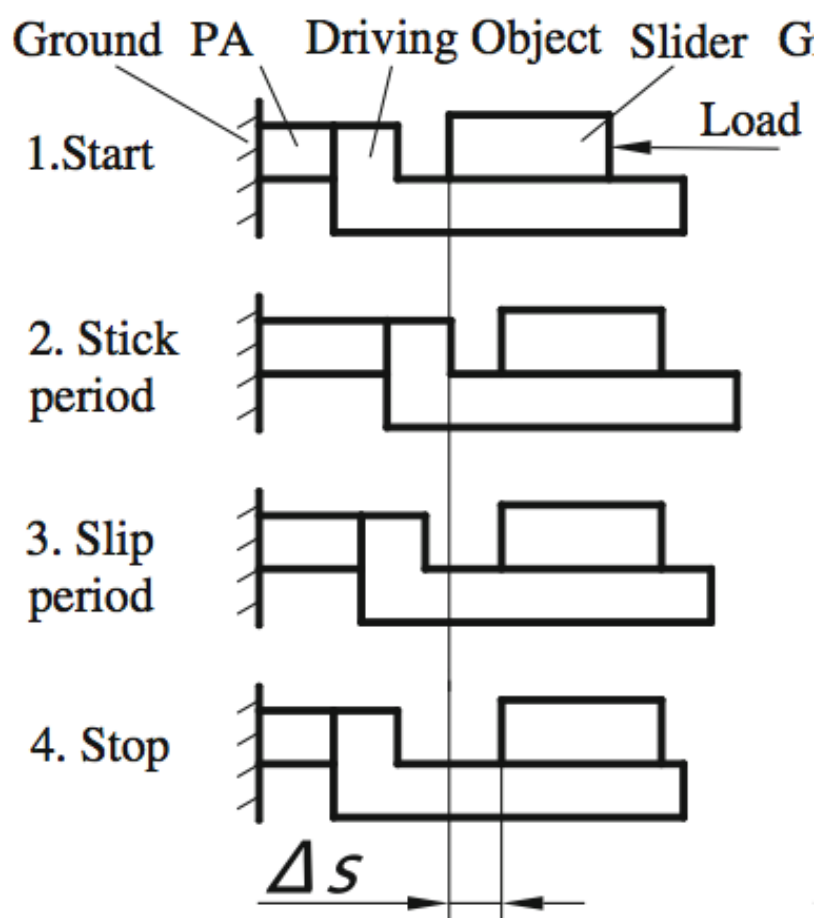 Ground PA Driving Object Slider
1.Start
Load
2. Stick
period
3. Slip
period
4. Stop
Δs